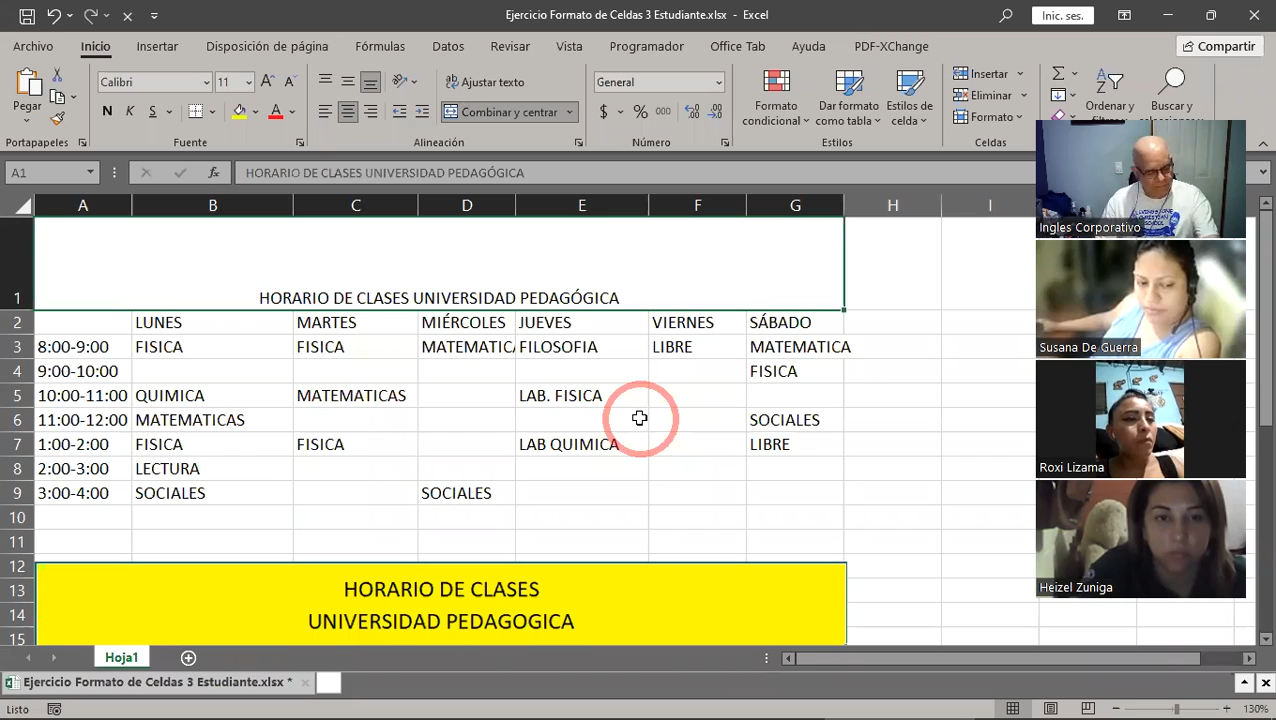 Ejercicio Formato de Celdas 3 Estudiante.xlsx - Excel
Inic. ses.
Archivo Inicio Insertar Disposición de página Fórmulas Datos Revisar Vista Programador Office Tab Ayuda PDF-XChange Compartir
Pegar
Portapapeles
Calibri 11
N K S
Fuente
Ajustar texto
Combinar y centrar
Alineación
General
$ % 000
Número
Formato condicional
Dar formato como tabla
Estilos de celda
Estilos
Insertar
Eliminar
Formato
Celdas
Ordenar y
Buscar y
A1 fx HORARIO DE CLASES UNIVERSIDAD PEDAGÓGICA
A B C D E F G H I
1 HORARIO DE CLASES UNIVERSIDAD PEDAGÓGICA
2 LUNES MARTES MIÉRCOLES JUEVES VIERNES SÁBADO
3 8:00-9:00 FISICA FISICA MATEMATICA FILOSOFIA LIBRE MATEMATICA
4 9:00-10:00 FISICA
5 10:00-11:00 QUIMICA MATEMATICAS LAB. FISICA
6 11:00-12:00 MATEMATICAS SOCIALES
7 1:00-2:00 FISICA FISICA LAB QUIMICA LIBRE
8 2:00-3:00 LECTURA
9 3:00-4:00 SOCIALES SOCIALES
10
11
12
13 HORARIO DE CLASES
14 UNIVERSIDAD PEDAGOGICA
15
Ingles Corporativo
Susana De Guerra
Roxi Lizama
Heizel Zuniga
Hoja1
Ejercicio Formato de Celdas 3 Estudiante.xlsx *
Listo
130%